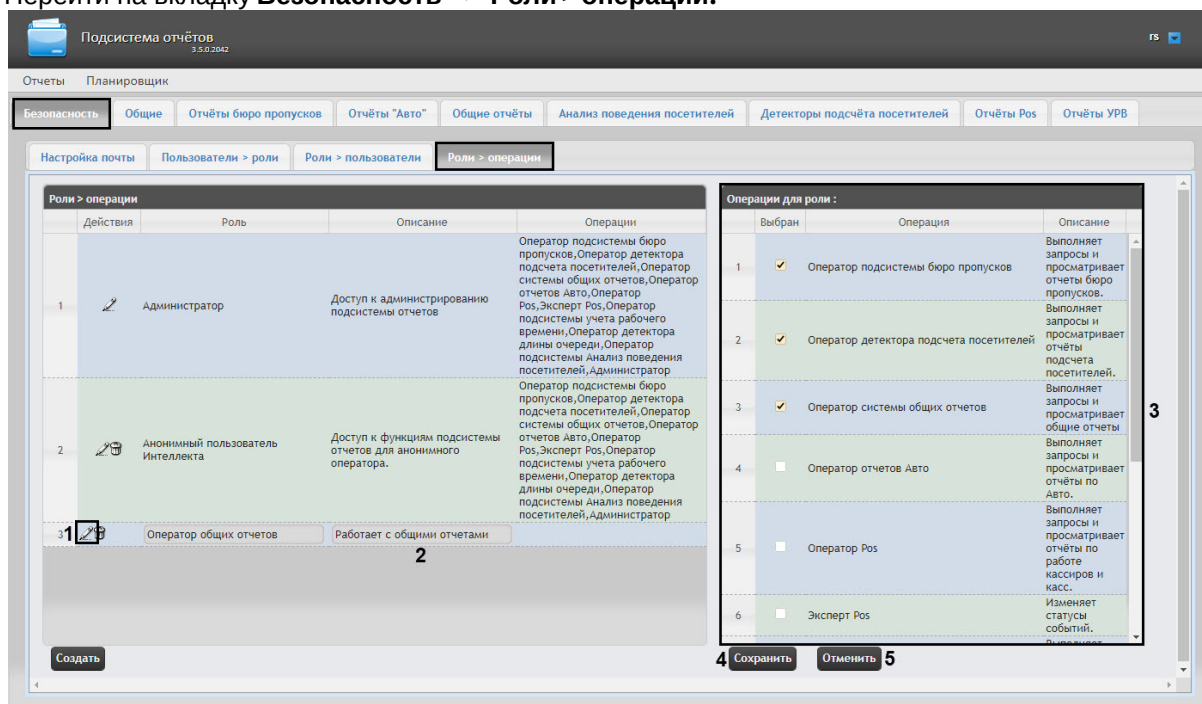 Перейти на вкладку Безопасность -> Роли> операции.
Подсистема отчётов
3.5.0.2042
rs
Отчеты Планировщик
Безопасность Общие Отчёты бюро пропусков Отчёты "Авто" Общие отчёты Анализ поведения посетителей Детекторы подсчёта посетителей Отчёты Pos Отчёты УРВ
Настройка почты Пользователи > роли Роли > пользователи Роли > операции
Роли > операции
Действия Роль Описание Операции
1 Администратор
Доступ к администрированию
подсистемы отчетов
Оператор подсистемы бюро
пропусков,Оператор детектора
подсчета посетителей,Оператор
системы общих отчетов,Оператор
отчетов Авто,Оператор
Pos,Эксперт Pos,Оператор
подсистемы учета рабочего
времени,Оператор детектора
длины очереди,Оператор
подсистемы Анализ поведения
посетителей,Администратор
2 Анонимный пользователь
Интеллекта
Доступ к функциям подсистемы
отчетов для анонимного
оператора.
Оператор подсистемы бюро
пропусков,Оператор детектора
подсчета посетителей,Оператор
системы общих отчетов,Оператор
отчетов Авто,Оператор
Pos,Эксперт Pos,Оператор
подсистемы учета рабочего
времени,Оператор детектора
длины очереди,Оператор
подсистемы Анализ поведения
посетителей,Администратор
3 1 Оператор общих отчетов Работает с общими отчетами
2
Создать
Операции для роли :
Выбран Операция Описание
1 Оператор подсистемы бюро пропусков
Выполняет
запросы и
просматривает
отчеты бюро
пропусков.
2 Оператор детектора подсчета посетителей
Выполняет
запросы и
просматривает
отчёты
подсчета
посетителей.
3 Оператор системы общих отчетов
Выполняет
запросы и
просматривает
общие отчеты
3
4 Оператор отчетов Авто
Выполняет
запросы и
просматривает
отчёты по
Авто.
5 Оператор Pos
Выполняет
запросы и
просматривает
отчёты по
работе
кассиров и
касс.
6 Эксперт Pos
Изменяет
статусы
событий.
4 Сохранить Отменить 5